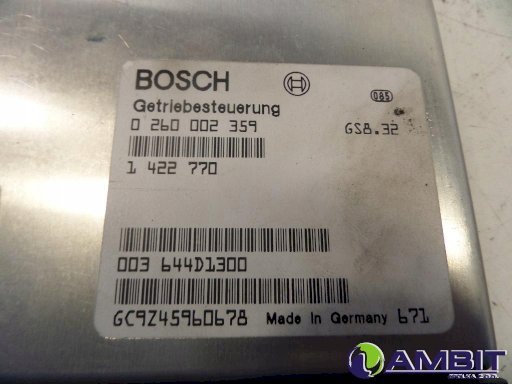 BOSCH
085
Getriebesteuerung
0 260 002 359 GS8.32
1 422 770
003 644D1300
GC9Z45960678 Made In Germany 671
AMBIT